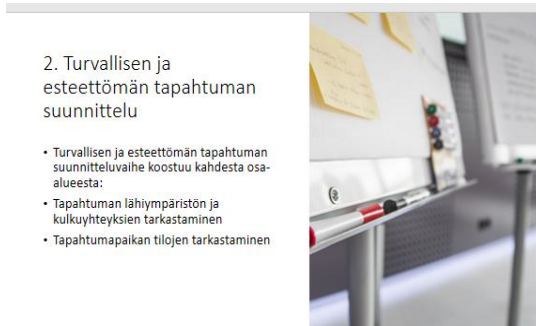 2. Turvallisen ja
esteettömän tapahtuman
suunnittelu
• Turvallisen ja esteettömän tapahtuman
suunnitteluvaihe koostuu kahdesta osa-
alueesta:
• Tapahtuman lähiympäristön ja
kulkuyhteyksien tarkastaminen
• Tapahtumapaikan tilojen tarkastaminen